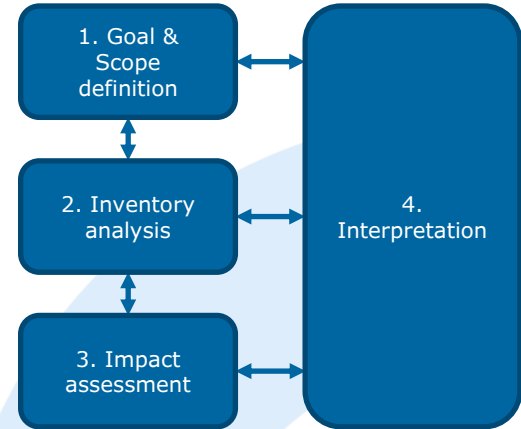 1. Goal &
Scope
definition
2. Inventory
analysis
3. Impact
assessment
4.
Interpretation